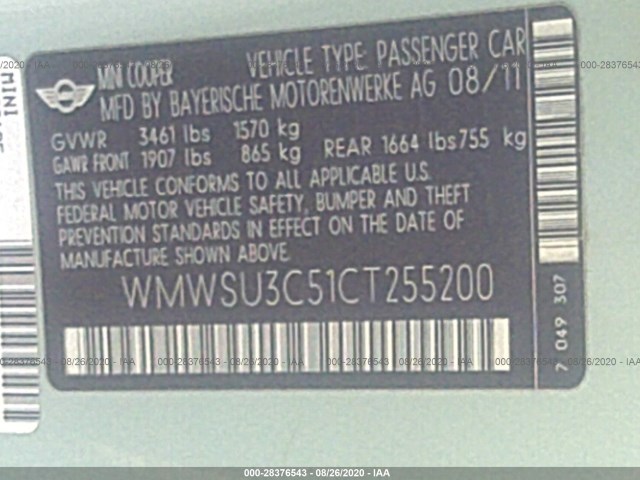 MINI COOPER VEHICLE TYPE: PASSENGER CAR
MFD BY BAYERISCHE MOTORENWERKE AG 08/11
GVWR 3461 lbs 1570 kg
GAWR FRONT 1907 lbs 865 kg REAR 1664 lbs 755 kg
THIS VEHICLE CONFORMS TO ALL APPLICABLE U.S.
FEDERAL MOTOR VEHICLE SAFETY, BUMPER AND THEFT
PREVENTION STANDARDS IN EFFECT ON THE DATE OF
MANUFACTURE SHOWN ABOVE.
WMWSU3C51CT255200
7 049 307
MINI
000-28376543 - 08/26/2020 - IAA